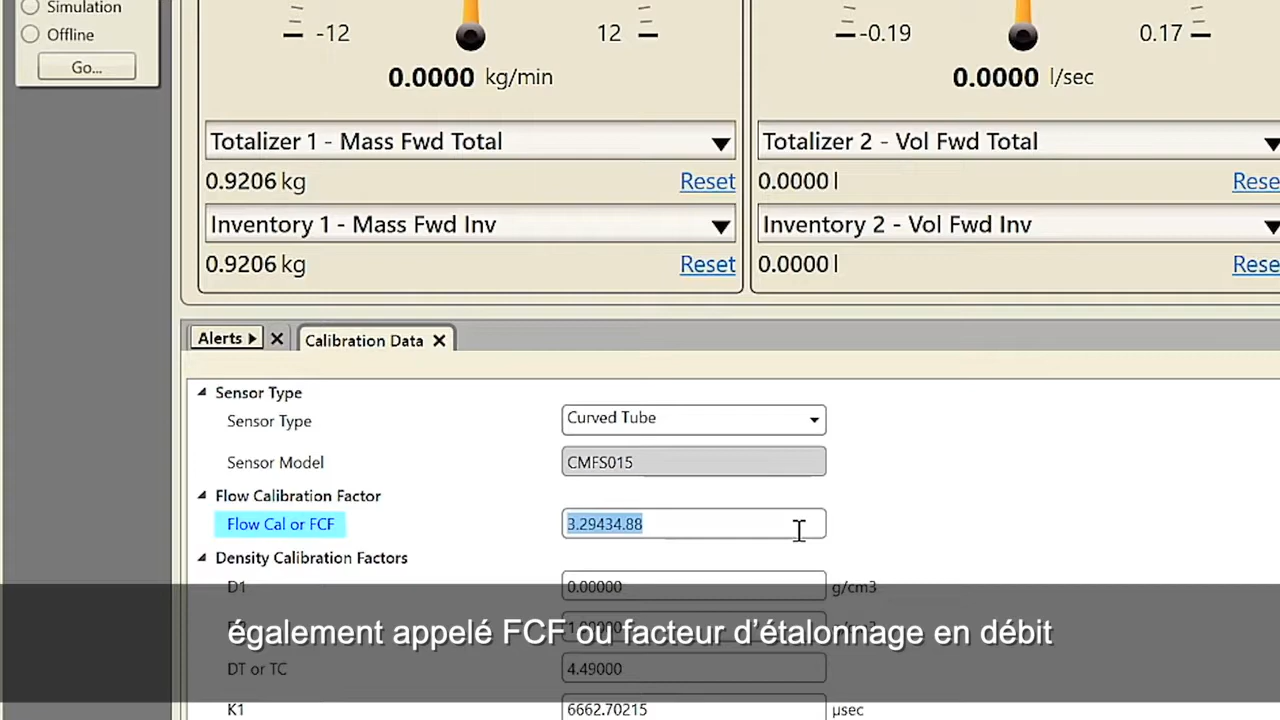 Simulation
Offline
Go...
-12 12
0.0000 kg/min
-0.19 0.17
0.0000 l/sec
Totalizer 1 - Mass Fwd Total
0.9206 kg Reset
Inventory 1 - Mass Fwd Inv
0.9206 kg Reset
Totalizer 2 - Vol Fwd Total
0.0000 l Rese
Inventory 2 - Vol Fwd Inv
0.0000 l Rese
Alerts
Calibration Data
Sensor Type
Sensor Type Curved Tube
Sensor Model CMFS015
Flow Calibration Factor
Flow Cal or FCF 3.29434.88
Density Calibration Factors
D1 0.00000 g/cm3
également appelé FCF ou facteur d'étalonnage en débit
DT or TC 4.49000
K1 6662.70215 µsec